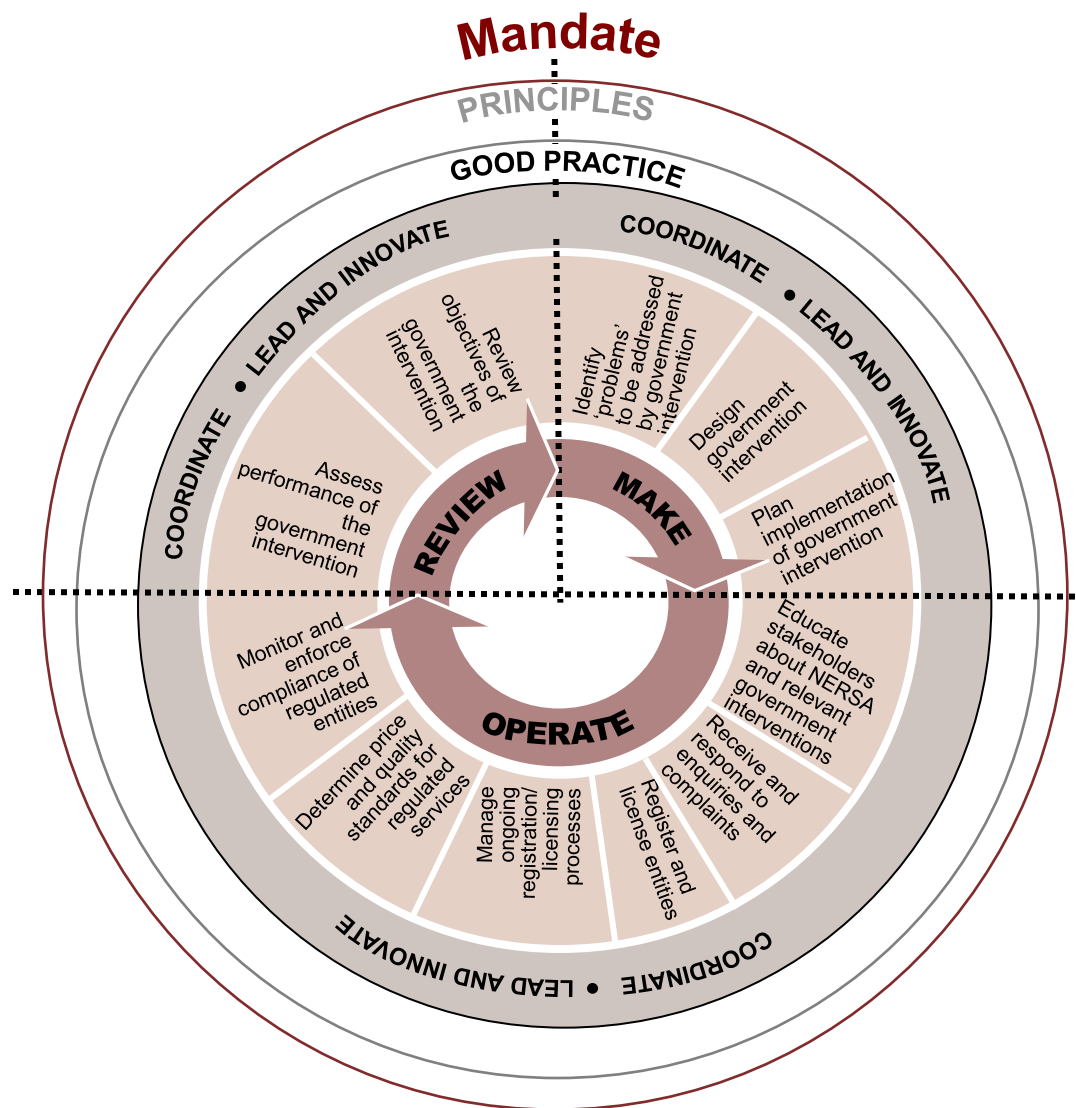 Mandate
PRINCIPLES
GOOD PRACTICE
COORDINATE • LEAD AND INNOVATE
COORDINATE • LEAD AND INNOVATE
COORDINATE • LEAD AND INNOVATE
MAKE
Identify
‘problems’
to be addressed
by government
intervention
Design
government
intervention
Plan
implementation
of government
intervention
OPERATE
Educate
stakeholders
about NERSA
and relevant
government
interventions
Receive and
respond to
enquiries and
complaints
Register and
license entities
Manage
ongoing
registration/
licensing
processes
Determine price
and quality
standards for
regulated
services
Monitor and
enforce
compliance of
regulated
entities
REVIEW
Assess
performance of
the
government
intervention
Review
objectives of
the
government
intervention